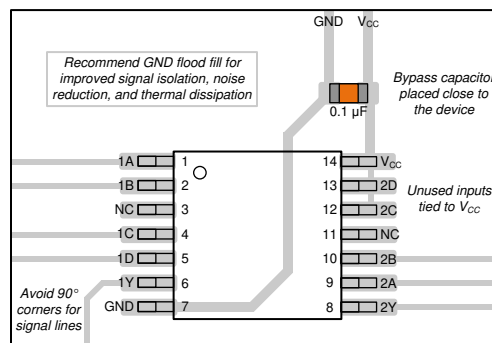 GND VCC
Recommend GND flood fill for
improved signal isolation, noise
reduction, and thermal dissipation
Bypass capacitor
placed close to
the device
0.1 µF
1A 1 14 VCC
1B 2 13 2D
NC 3 12 2C
1C 4 11 NC
1D 5 10 2B
1Y 6 9 2A
GND 7 8 2Y
Unused inputs
tied to VCC
Avoid 90°
corners for
signal lines